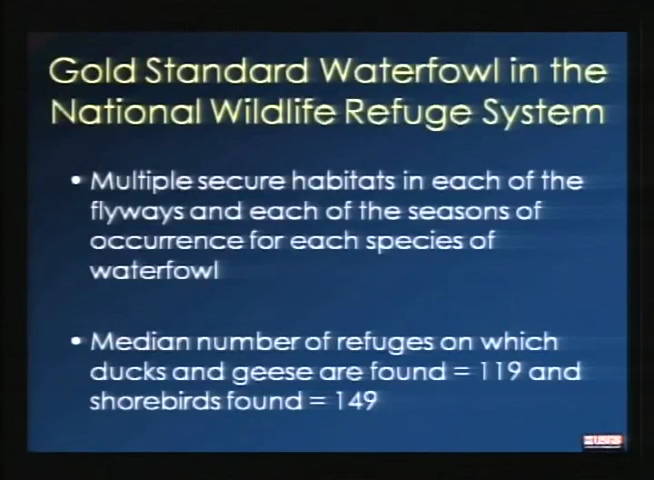 Gold Standard Waterfowl in the
National Wildlife Refuge System
• Multiple secure habitats in each of the
flyways and each of the seasons of
occurrence for each species of
waterfowl
• Median number of refuges on which
ducks and geese are found = 119 and
shorebirds found = 149